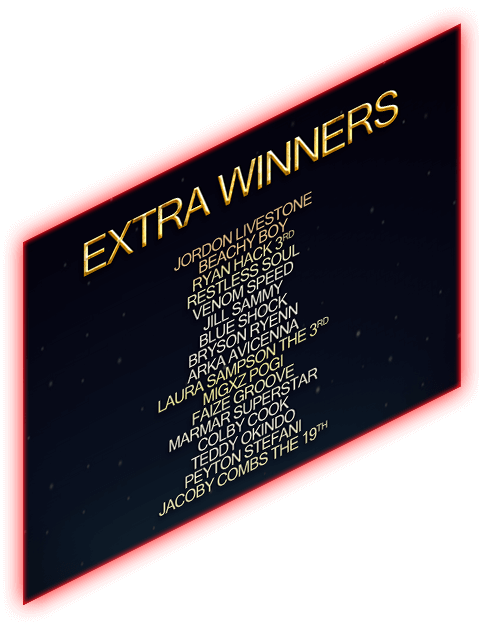 EXTRA WINNERS
JORDON LIVESTONE
BEACHY BOY
RYAN HACK 3RD
RESTLESS SOUL
VENOM SPEED
JILL SAMMY
BLUE SHOCK
BRYSON RYENN
ARKA AVICENNA
LAURA SAMPSON THE 3RD
MIGXZ POGI
FAIZE GROOVE
MARMAR SUPERSTAR
COLBY COOK
TEDDY OKINDO
PEYTON STEFANI
JACOBY COMBS THE 19TH